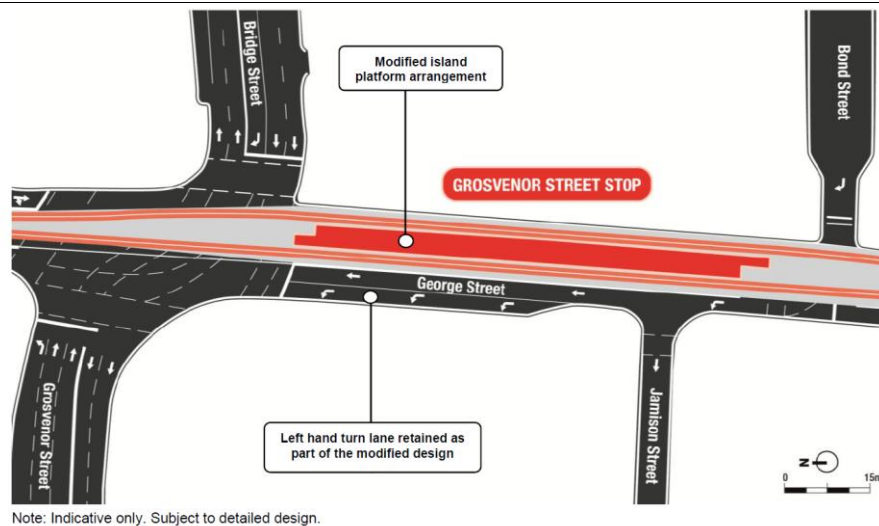 Bridge Street
Modified island
platform arrangement
Bond Street
GROSVENOR STREET STOP
George Street
Grosvenor Street
Left hand turn lane retained as
part of the modified design
Jamison Street
N
0 15m
Note: Indicative only. Subject to detailed design.